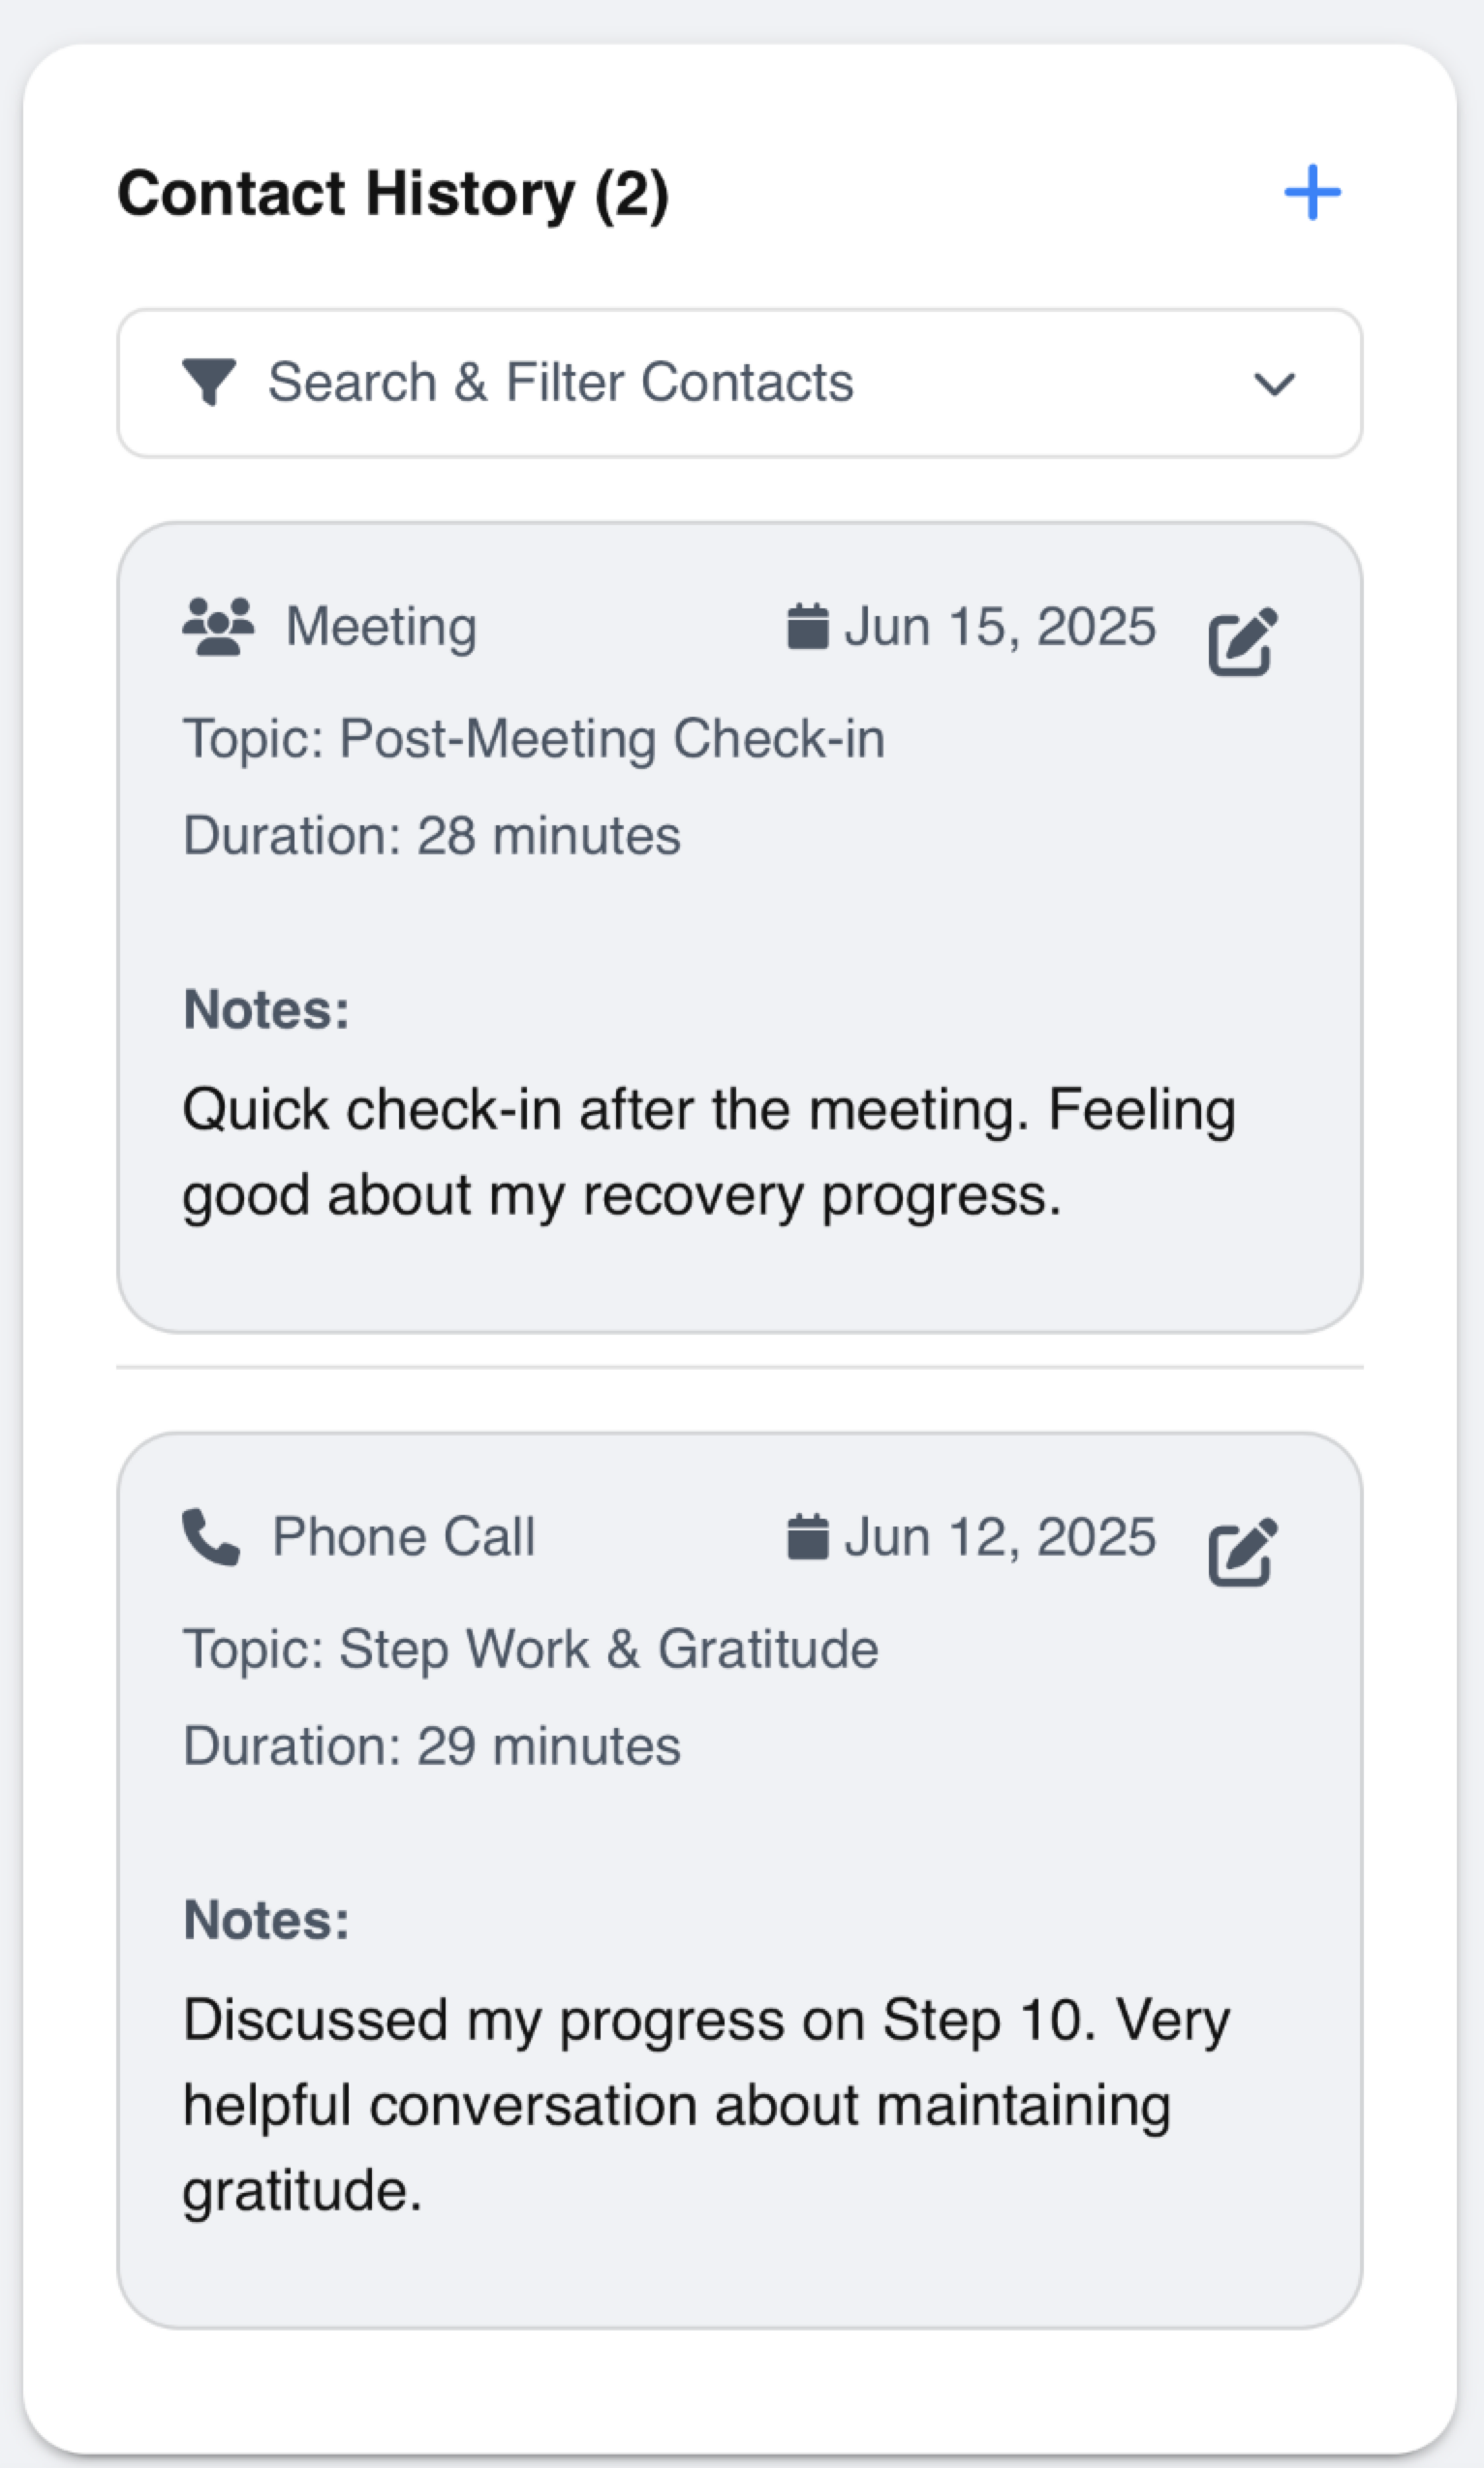 Contact History (2)
Search & Filter Contacts
Meeting
Jun 15, 2025
Topic: Post-Meeting Check-in
Duration: 28 minutes
Notes:
Quick check-in after the meeting. Feeling
good about my recovery progress.
Phone Call
Jun 12, 2025
Topic: Step Work & Gratitude
Duration: 29 minutes
Notes:
Discussed my progress on Step 10. Very
helpful conversation about maintaining
gratitude.